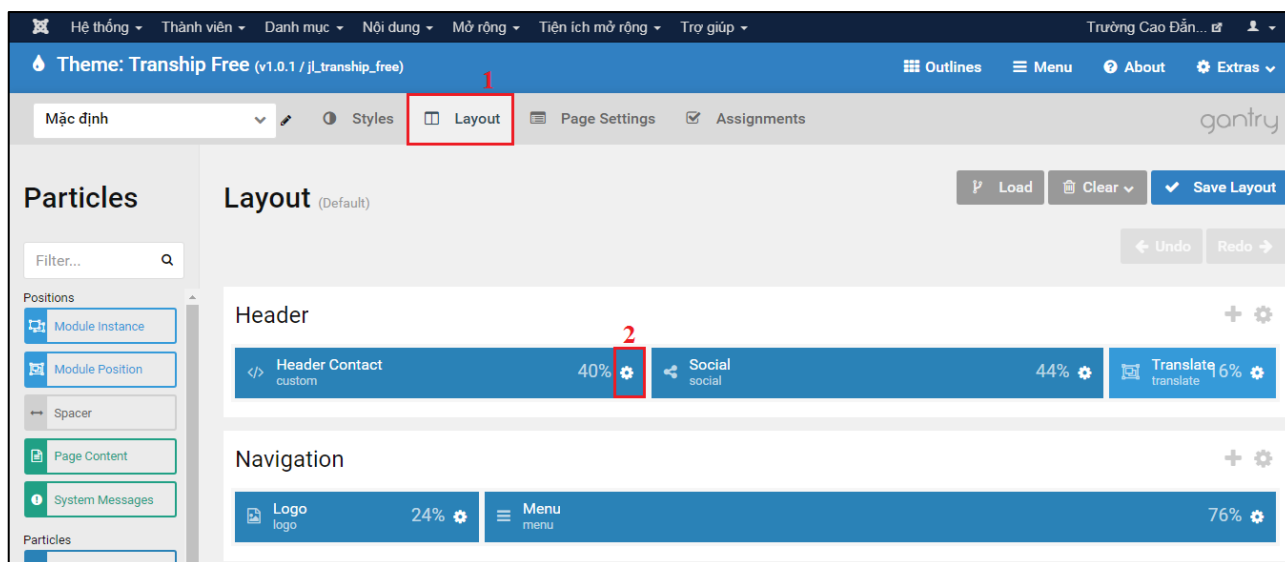 Hệ thống Thành viên Danh mục Nội dung Mở rộng Tiện ích mở rộng Trợ giúp Trường Cao Đẳn...
Theme: Tranship Free (v1.0.1 / jl_tranship_free) Outlines Menu About Extras
1
Mặc định Styles Layout Page Settings Assignments gantry
Particles Layout (Default) Load Clear Save Layout
Filter... Undo Redo
Positions
Module Instance
Module Position
Spacer
Page Content
System Messages
Particles
Header
2
Header Contact 40% Social 44% Translate 16%
custom social translate
Navigation
Logo 24% Menu 76%
logo menu